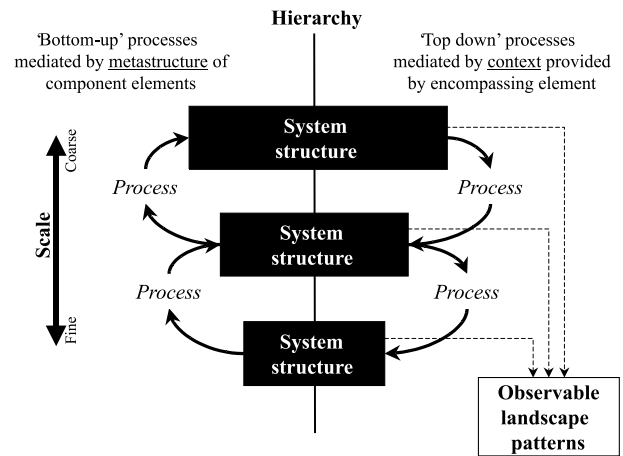 Hierarchy
‘Bottom-up’ processes
mediated by metastructure of
component elements
‘Top down’ processes
mediated by context provided
by encompassing element
System
structure
Coarse
Process
Process
Scale
System
structure
Process
Process
Fine
System
structure
Observable
landscape
patterns